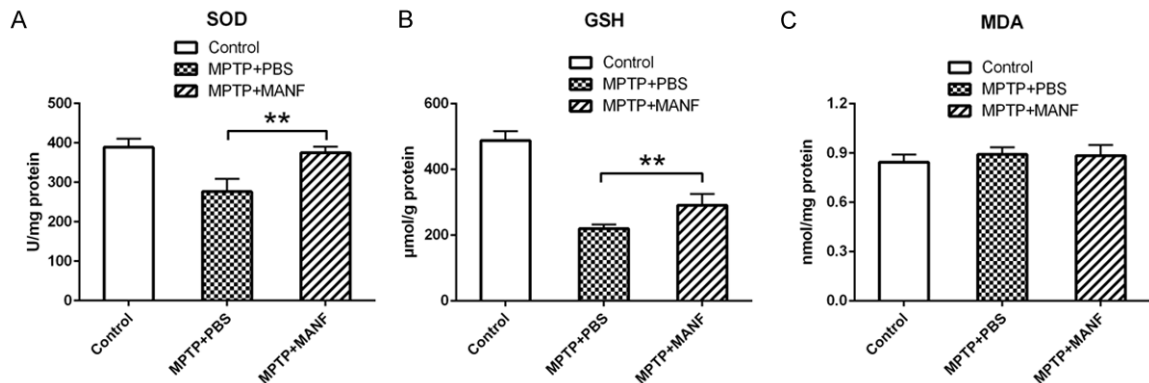 A
SOD
Control
MPTP+PBS
MPTP+MANF
U/mg protein
500
400
300
200
100
0
**
Control
MPTP+PBS
MPTP+MANF
B
GSH
Control
MPTP+PBS
MPTP+MANF
μmol/g protein
600
400
200
0
**
Control
MPTP+PBS
MPTP+MANF
C
MDA
Control
MPTP+PBS
MPTP+MANF
nmol/mg protein
1.2
0.9
0.6
0.3
0.0
Control
MPTP+PBS
MPTP+MANF